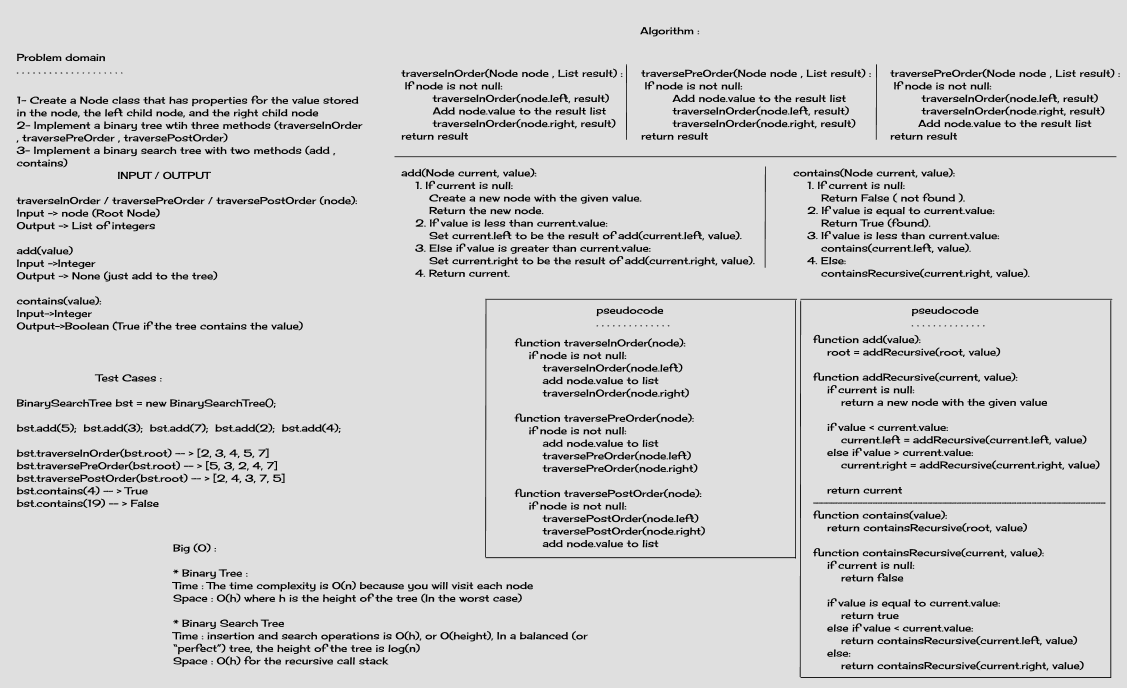 Algorithm :
Problem domain
. . . . . . . . . . . . . . . . . . . .
1- Create a Node class that has properties for the value stored
in the node, the left child node, and the right child node
2- Implement a binary tree wtih three methods (traverseInOrder
, traversePreOrder , traversePostOrder)
3- Implement a binary search tree with two methods (add ,
contains)
INPUT / OUTPUT
traverseInOrder / traversePreOrder / traversePostOrder (node):
Input -> node (Root Node)
Output -> List of integers
add(value)
Input ->Integer
Output -> None (just add to the tree)
contains(value):
Input->Integer
Output->Boolean (True if the tree contains the value)
Test Cases :
BinarySearchTree bst = new BinarySearchTree();
bst.add(5); bst.add(3); bst.add(7); bst.add(2); bst.add(4);
bst.traverseInOrder(bst.root) -- > [2, 3, 4, 5, 7]
bst.traversePreOrder(bst.root) -- > [5, 3, 2, 4, 7]
bst.traversePostOrder(bst.root) -- > [2, 4, 3, 7, 5]
bst.contains(4) -- > True
bst.contains(19) -- > False
traverseInOrder(Node node , List result) :
If node is not null:
traverseInOrder(node.left, result)
Add node.value to the result list
traverseInOrder(node.right, result)
return result
traversePreOrder(Node node , List result) :
If node is not null:
Add node.value to the result list
traverseInOrder(node.left, result)
traverseInOrder(node.right, result)
return result
traversePreOrder(Node node , List result) :
If node is not null:
traverseInOrder(node.left, result)
traverseInOrder(node.right, result)
Add node.value to the result list
return result
add(Node current, value):
1. If current is null:
Create a new node with the given value.
Return the new node.
2. If value is less than current.value:
Set current.left to be the result of add(current.left, value).
3. Else if value is greater than current.value:
Set current.right to be the result of add(current.right, value).
4. Return current.
contains(Node current, value):
1. If current is null:
Return False ( not found ).
2. If value is equal to current.value:
Return True (found).
3. If value is less than current.value:
contains(current.left, value).
4. Else:
containsRecursive(current.right, value).
pseudocode
. . . . . . . . . . . . . .
function traverseInOrder(node):
if node is not null:
traverseInOrder(node.left)
add node.value to list
traverseInOrder(node.right)
function traversePreOrder(node):
if node is not null:
add node.value to list
traversePreOrder(node.left)
traversePreOrder(node.right)
function traversePostOrder(node):
if node is not null:
traversePostOrder(node.left)
traversePostOrder(node.right)
add node.value to list
pseudocode
. . . . . . . . . . . . . .
function add(value):
root = addRecursive(root, value)
function addRecursive(current, value):
if current is null:
return a new node with the given value
if value < current.value:
current.left = addRecursive(current.left, value)
else if value > current.value:
current.right = addRecursive(current.right, value)
return current
function contains(value):
return containsRecursive(root, value)
function containsRecursive(current, value):
if current is null:
return false
if value is equal to current.value:
return true
else if value < current.value:
return containsRecursive(current.left, value)
else:
return containsRecursive(current.right, value)
Big (O) :
* Binary Tree :
Time : The time complexity is O(n) because you will visit each node
Space : O(h) where h is the height of the tree (In the worst case)
* Binary Search Tree
Time : insertion and search operations is O(h), or O(height), In a balanced (or
“perfect”) tree, the height of the tree is log(n)
Space : O(h) for the recursive call stack